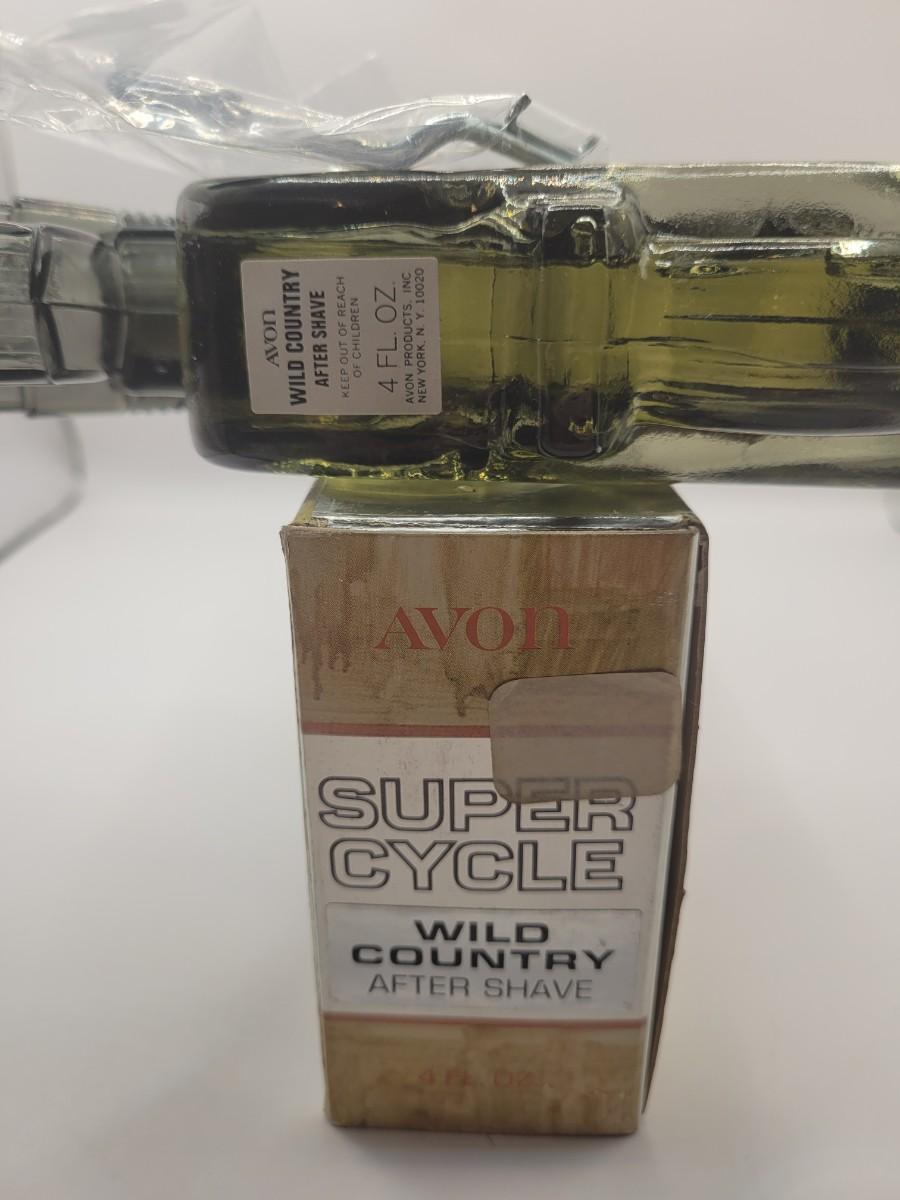 AVON
WILD COUNTRY
AFTER SHAVE
KEEP OUT OF REACH
OF CHILDREN
4 FL. OZ.
AVON PRODUCTS, INC
NEW YORK, N. Y. 10020
AVON
SUPER
CYCLE
WILD
COUNTRY
AFTER SHAVE
4 FL. OZ.